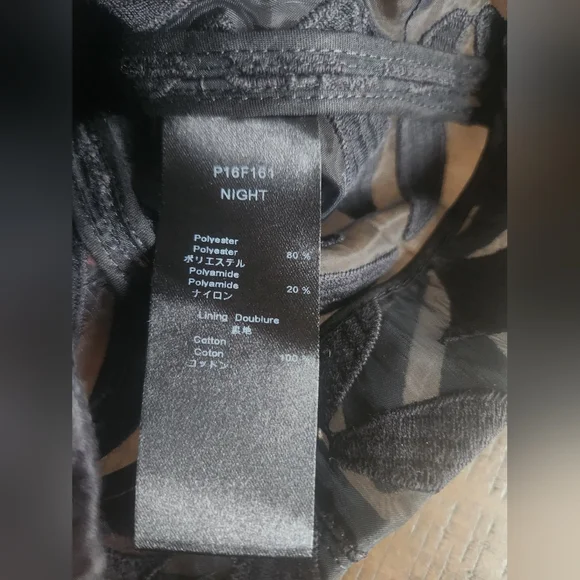 P16F161
NIGHT
Polyester
Polyester 80 %
ポリエステル
Polyamide
Polyamide 20 %
ナイロン
Lining Doublure
裏地
Cotton
Coton 100 %
コットン